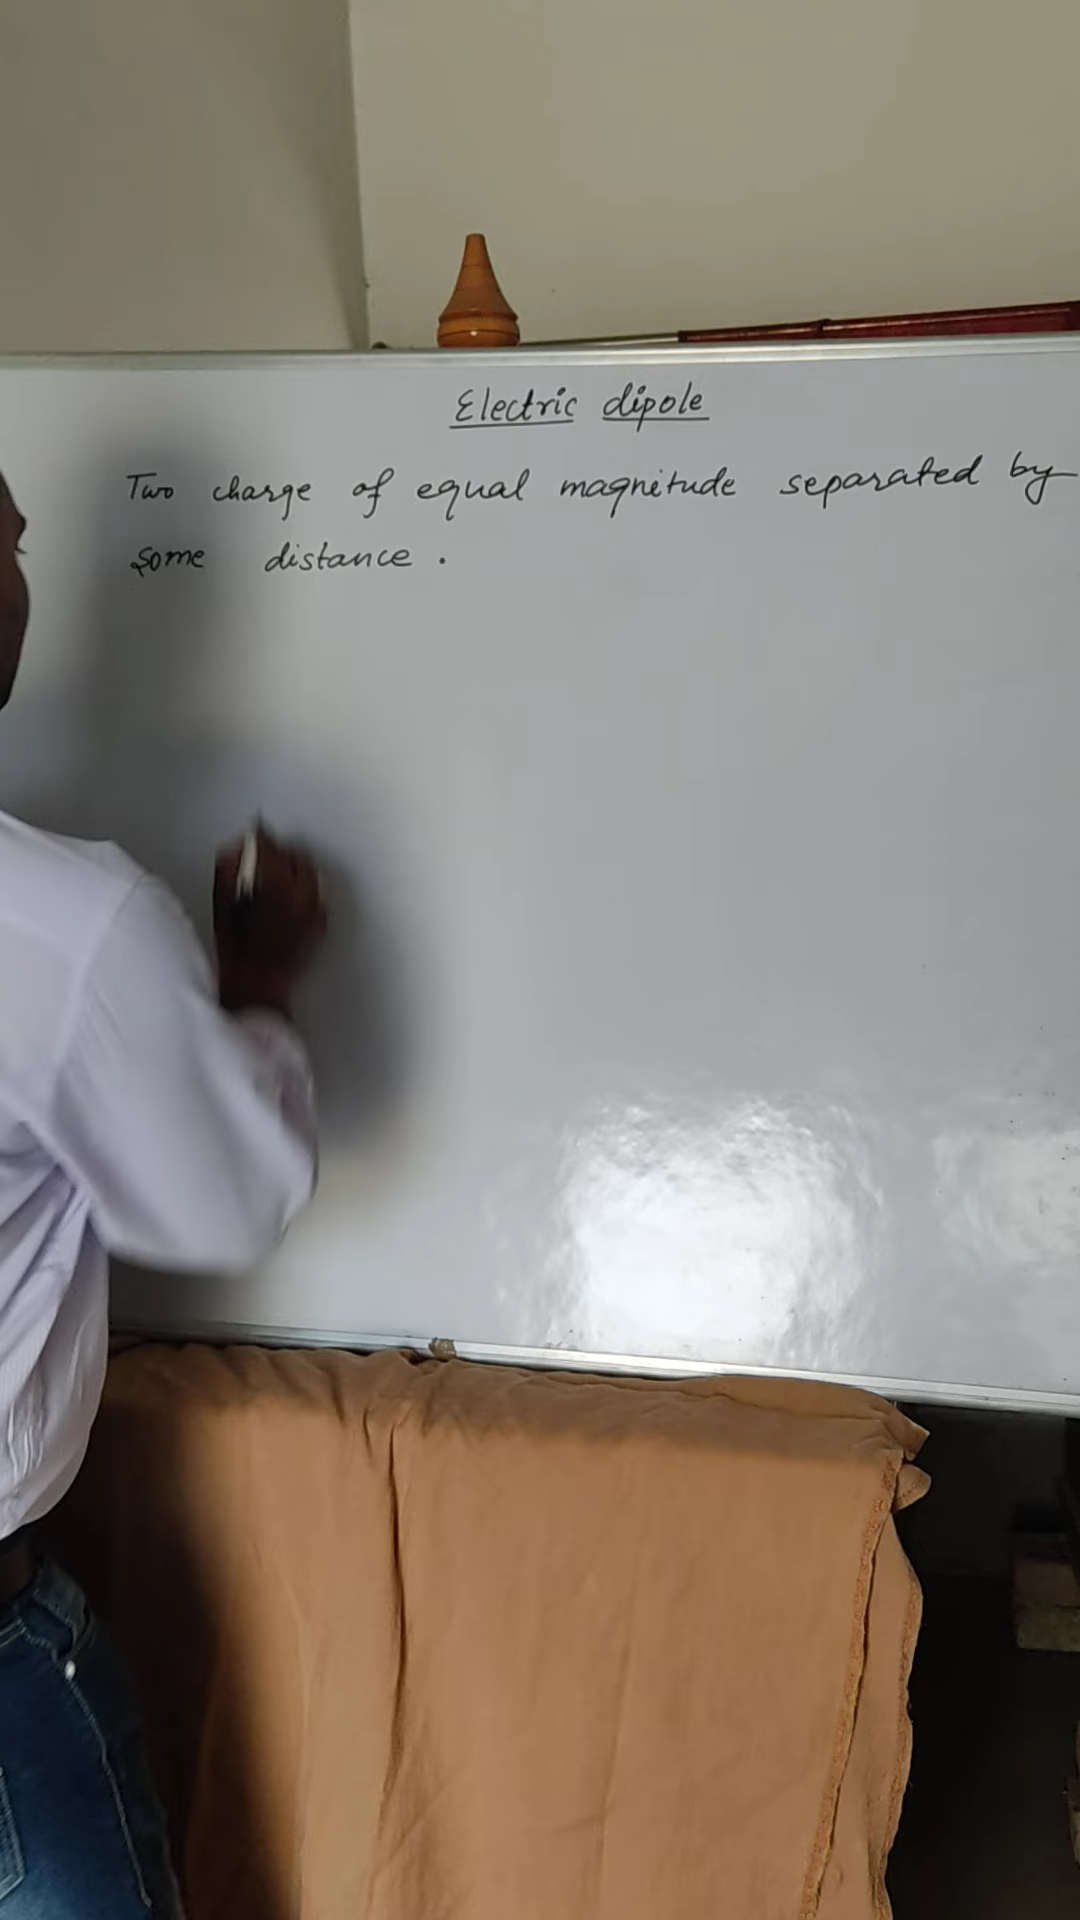 Electric dipole
Two charge of equal magnitude separated by
some distance.